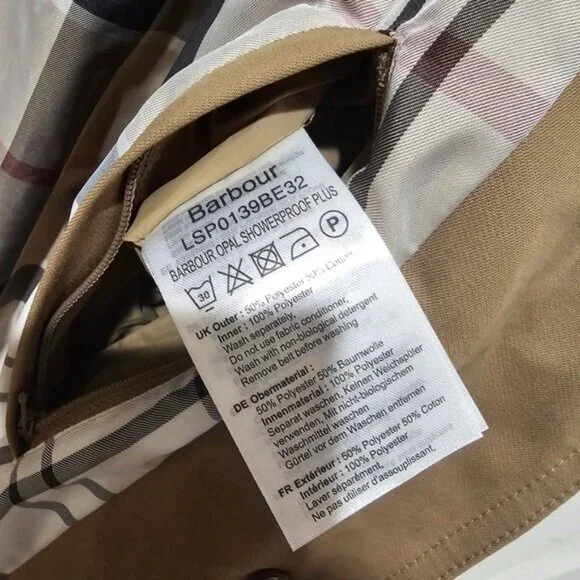 Barbour
LSP0139BE32
BARBOUR OPAL SHOWERPROOF PLUS
30 P
UK Outer: 50% Polyester 50% Cotton
Inner : 100% Polyester
Wash separately.
Do not use fabric conditioner,
Wash with non-biological detergent
Remove belt before washing
DE Obermaterial :
50% Polyester 50% Baumwolle
Innenmaterial: 100% Polyester
Separat waschen, Keinen Weichspüler
verwenden, Mit nicht-biologischem
Waschmittel waschen
Gürtel vor dem Waschen entfernen
FR Extérieur : 50% Polyester 50% Coton
Intérieur : 100% Polyester
Laver séparément,
Ne pas utiliser d'assouplissant.